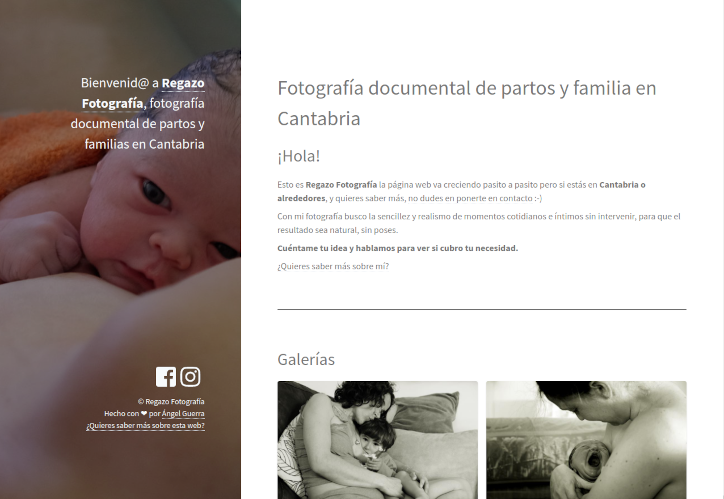 Bienvenid@ a Regazo
Fotografía, fotografía
documental de partos y
familias en Cantabria
© Regazo Fotografía
Hecho con ❤ por Ángel Guerra
¿Quieres saber más sobre esta web?
Fotografía documental de partos y familia en
Cantabria
¡Hola!
Esto es Regazo Fotografía la página web va creciendo pasito a pasito pero si estás en Cantabria o
alrededores, y quieres saber más, no dudes en ponerte en contacto :-)
Con mi fotografía busco la sencillez y realismo de momentos cotidianos e íntimos sin intervenir, para que el
resultado sea natural, sin poses.
Cuéntame tu idea y hablamos para ver si cubro tu necesidad.
¿Quieres saber más sobre mí?
Galerías